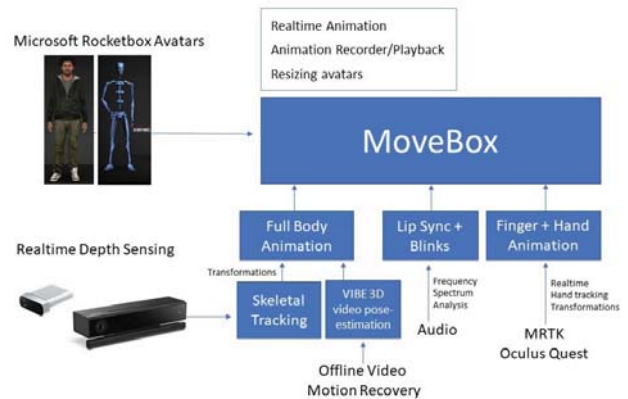 Realtime Animation
Animation Recorder/Playback
Resizing avatars
Microsoft Rocketbox Avatars
MoveBox
Full Body
Animation
Lip Sync +
Blinks
Finger + Hand
Animation
Realtime Depth Sensing
Transformations
Skeletal
Tracking
VIBE 3D
video pose-
estimation
Frequency
Spectrum
Analysis
Audio
Realtime
Hand tracking
Transformations
MRTK
Oculus Quest
Offline Video
Motion Recovery